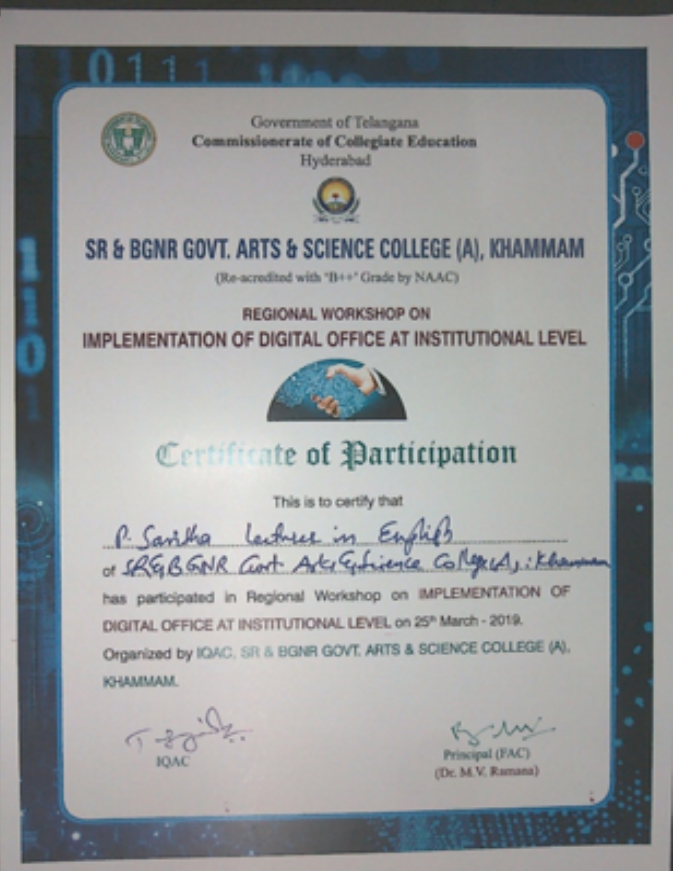 0111
Government of Telangana
Commissionerate of Collegiate Education
Hyderabad
SR & BGNR GOVT. ARTS & SCIENCE COLLEGE (A), KHAMMAM
(Re-acredited with "B++" Grade by NAAC)
REGIONAL WORKSHOP ON
IMPLEMENTATION OF DIGITAL OFFICE AT INSTITUTIONAL LEVEL
Certificate of Participation
This is to certify that
P. Savitha Lecturer in English
of SR & BGNR Govt Arts & Science College (A), : Khammam
has participated in Regional Workshop on IMPLEMENTATION OF
DIGITAL OFFICE AT INSTITUTIONAL LEVEL on 25th March - 2019.
Organized by IQAC, SR & BGNR GOVT. ARTS & SCIENCE COLLEGE (A),
KHAMMAM.
IQAC
Principal (FAC)
(Dr. M.V. Ramana)